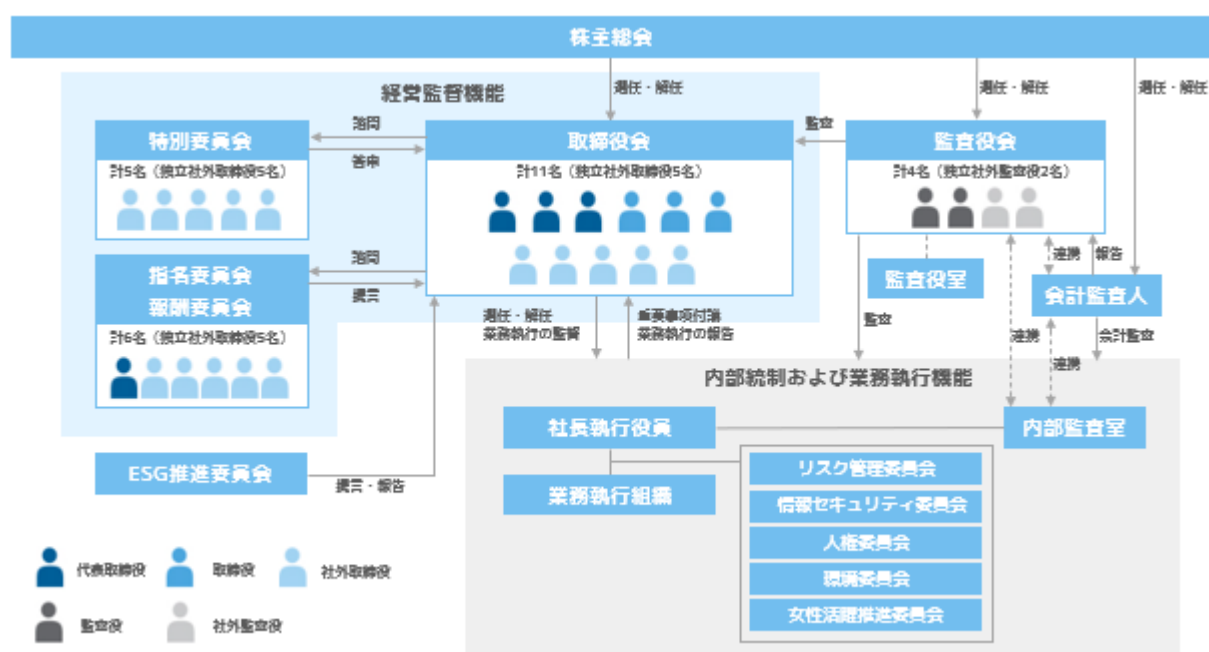 株主総会
選任・解任
選任・解任
選任・解任
経営監督機能
特別委員会
計5名（独立社外取締役5名）
諮問
答申
取締役会
計11名（独立社外取締役5名）
監査
監査役会
計4名（独立社外監査役2名）
指名委員会
報酬委員会
計6名（独立社外取締役5名）
諮問
提言
監査役室
連携
報告
会計監査人
選任・解任
業務執行の監督
重要事項付議
業務執行の報告
監査
連携
連携
会計監査
内部統制および業務執行機能
社長執行役員
内部監査室
ESG推進委員会
提言・報告
業務執行組織
リスク管理委員会
情報セキュリティ委員会
人権委員会
環境委員会
女性活躍推進委員会
代表取締役
取締役
社外取締役
監査役
社外監査役